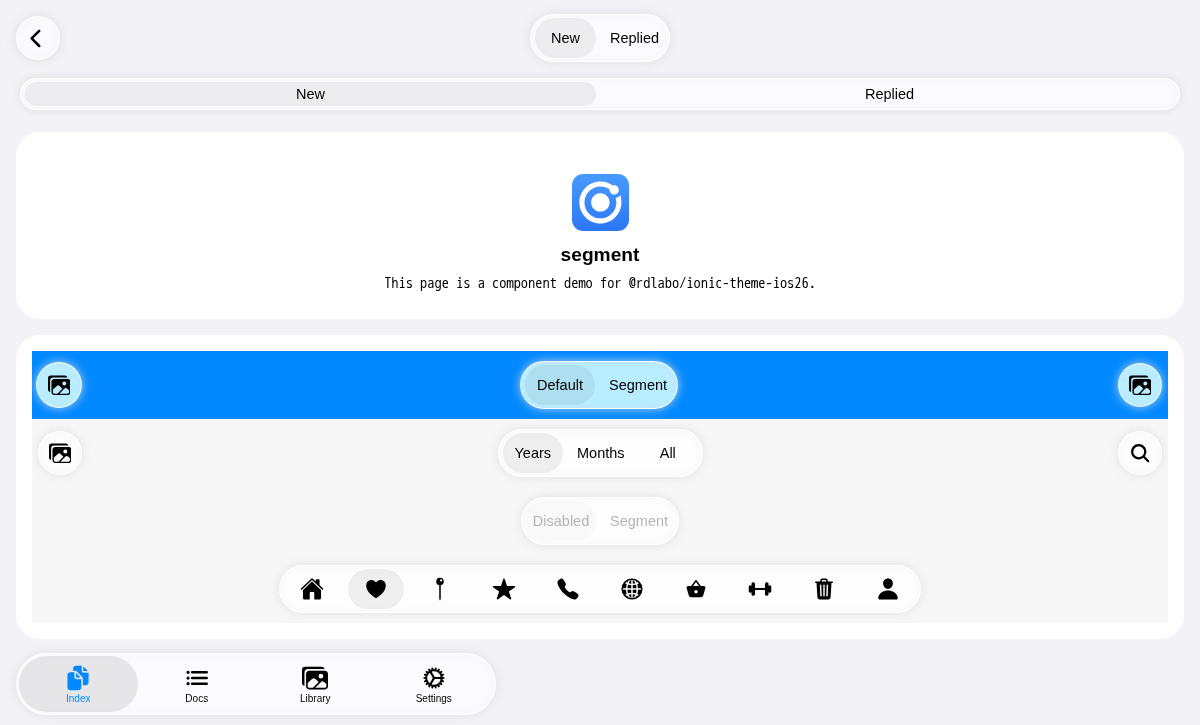 New Replied
New Replied
segment
This page is a component demo for @rdlabo/ionic-theme-ios26.
Default Segment
Years Months All
Disabled Segment
Index Docs Library Settings